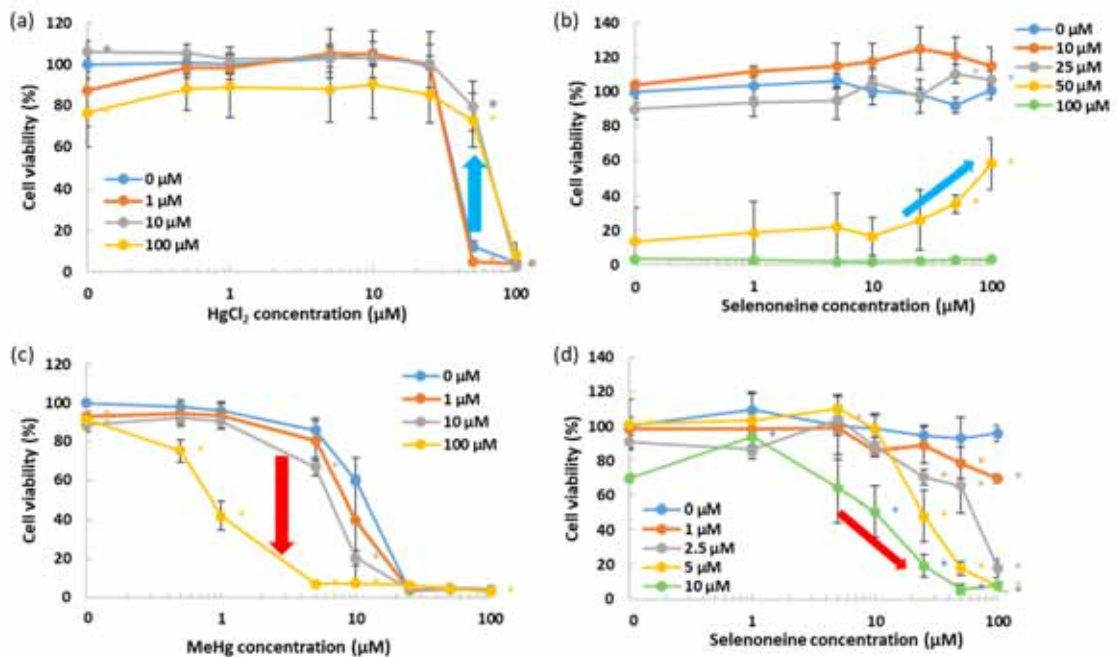 (a)
120
100
80
60
40
20
0
Cell viability (%)
0 μM
1 μM
10 μM
100 μM
0 1 10 100
HgCl₂ concentration (μM)
(b)
140
120
100
80
60
40
20
0
Cell viability (%)
0 μM
10 μM
25 μM
50 μM
100 μM
0 1 10 100
Selenoneine concentration (μM)
(c)
120
100
80
60
40
20
0
Cell viability (%)
0 μM
1 μM
10 μM
100 μM
0 1 10 100
MeHg concentration (μM)
(d)
140
120
100
80
60
40
20
0
Cell viability (%)
0 μM
1 μM
2.5 μM
5 μM
10 μM
0 1 10 100
Selenoneine concentration (μM)